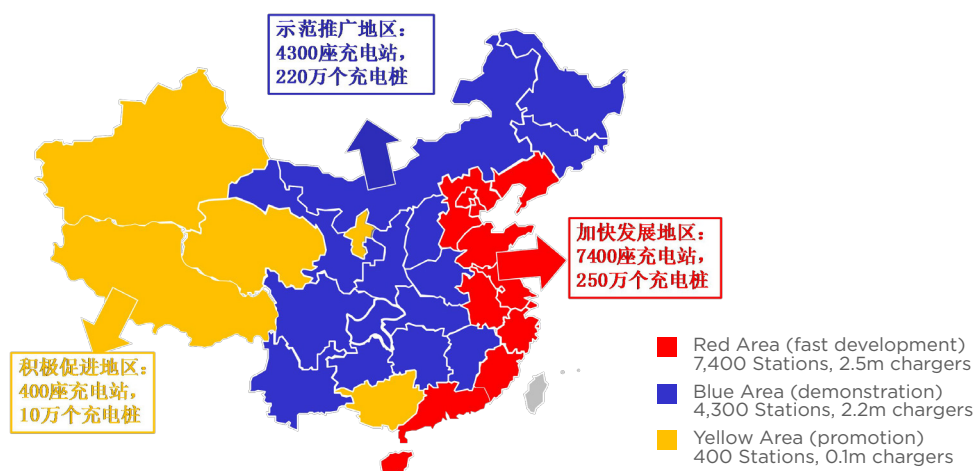 示范推广地区：
4300座充电站，
220万个充电桩
加快发展地区：
7400座充电站，
250万个充电桩
积极促进地区：
400座充电站，
10万个充电桩
Red Area (fast development)
7,400 Stations, 2.5m chargers
Blue Area (demonstration)
4,300 Stations, 2.2m chargers
Yellow Area (promotion)
400 Stations, 0.1m chargers